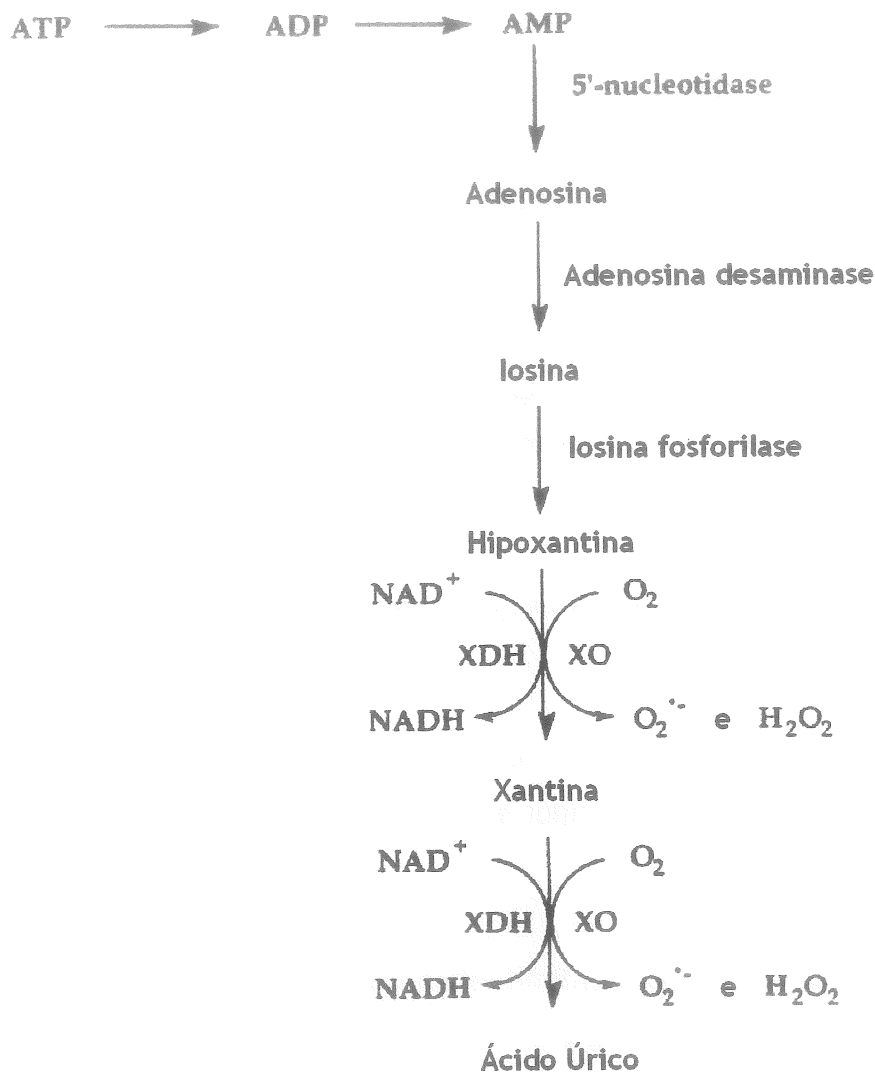 ATP ADP AMP
5'-nucleotidase
Adenosina
Adenosina desaminase
Iosina
Iosina fosforilase
Hipoxantina
NAD⁺ O₂
XDH XO
NADH O₂•⁻ e H₂O₂
Xantina
NAD⁺ O₂
XDH XO
NADH O₂•⁻ e H₂O₂
Ácido Úrico